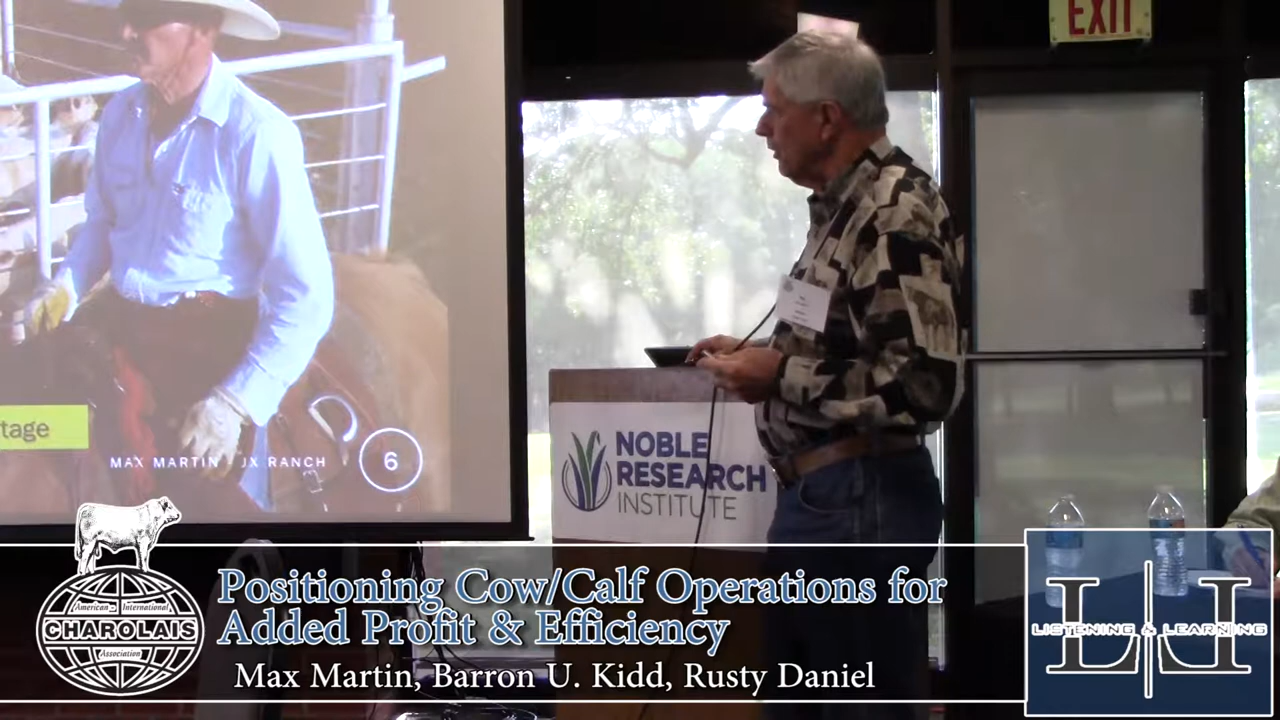 EXIT
tage
MAX MARTIN JX RANCH
6
NOBLE
RESEARCH
INSTITUTE
American International
CHAROLAIS
Association
Positioning Cow/Calf Operations for
Added Profit & Efficiency
Max Martin, Barron U. Kidd, Rusty Daniel
LL
LISTENING & LEARNING